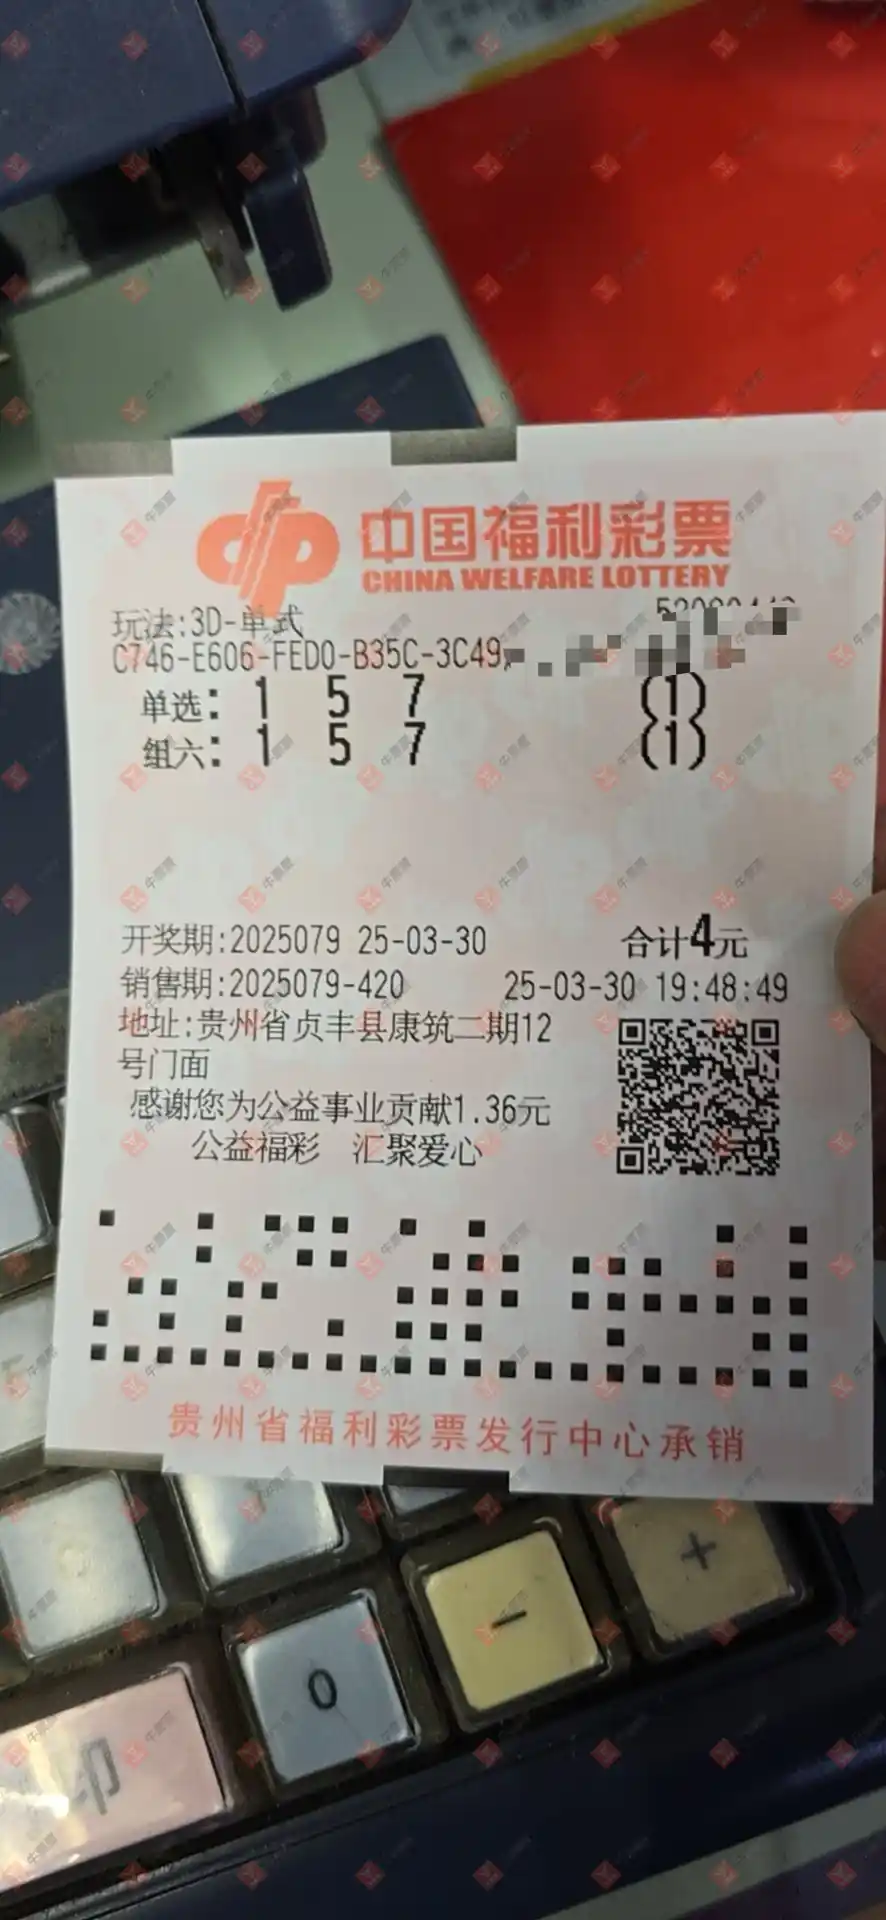 中国福利彩票
CHINA WELFARE LOTTERY
玩法:3D-单式
C746-E606-FED0-B35C-3C49
单选: 1 5 7 (1)
组六: 1 5 7 (1)
开奖期:2025079 25-03-30 合计4元
销售期:2025079-420 25-03-30 19:48:49
地址:贵州省贞丰县康筑二期12
号门面
感谢您为公益事业贡献1.36元
公益福彩 汇聚爱心
贵州省福利彩票发行中心承销
+
-
0
印